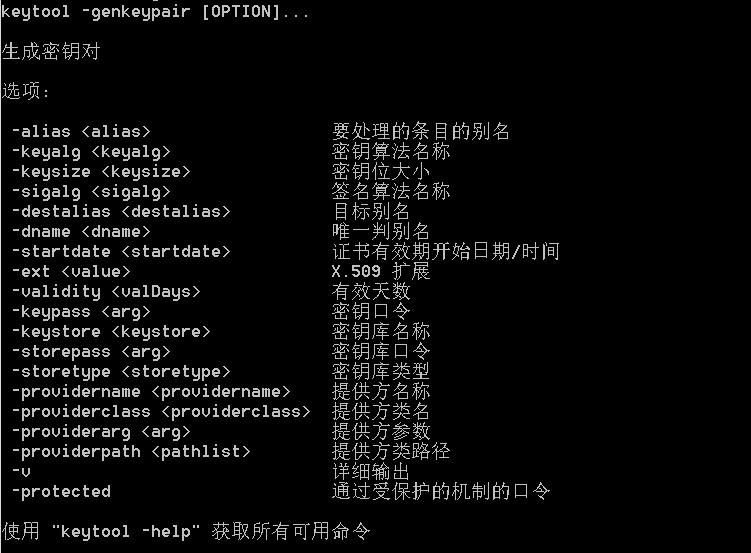 keytool -genkeypair [OPTION]...
生成密钥对
选项:
-alias <alias> 要处理的条目的别名
-keyalg <keyalg> 密钥算法名称
-keysize <keysize> 密钥位大小
-sigalg <sigalg> 签名算法名称
-destalias <destalias> 目标别名
-dname <dname> 唯一判别名
-startdate <startdate> 证书有效期开始日期/时间
-ext <value> X.509 扩展
-validity <valDays> 有效天数
-keypass <arg> 密钥口令
-keystore <keystore> 密钥库名称
-storepass <arg> 密钥库口令
-storetype <storetype> 密钥库类型
-providername <providername> 提供方名称
-providerclass <providerclass> 提供方类名
-providerarg <arg> 提供方参数
-providerpath <pathlist> 提供方类路径
-v 详细输出
-protected 通过受保护的机制的口令
使用 "keytool -help" 获取所有可用命令